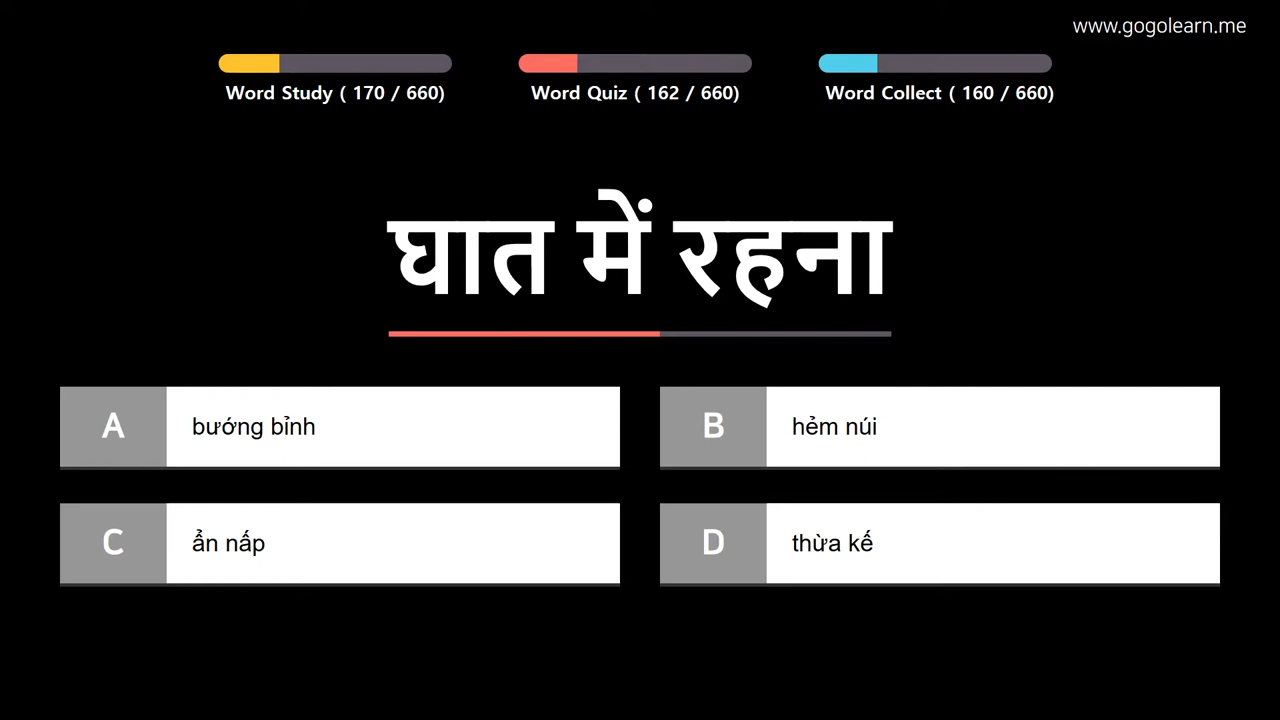 www.gogolearn.me
Word Study ( 170 / 660)
Word Quiz ( 162 / 660)
Word Collect ( 160 / 660)
घात में रहना
A bướng bỉnh
B hẻm núi
C ẩn nấp
D thừa kế